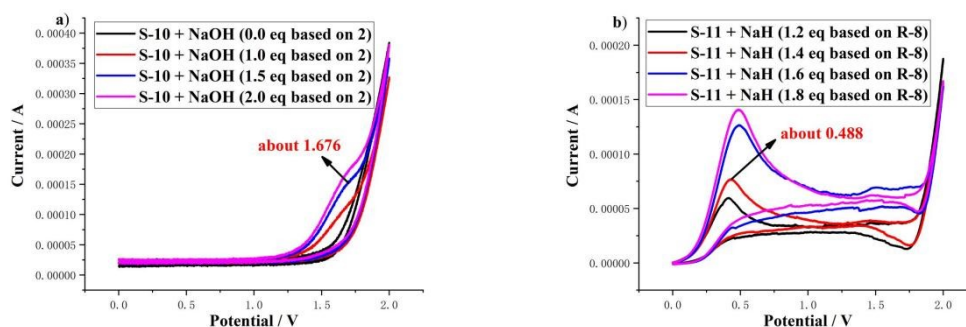 a)
S-10 + NaOH (0.0 eq based on 2)
S-10 + NaOH (1.0 eq based on 2)
S-10 + NaOH (1.5 eq based on 2)
S-10 + NaOH (2.0 eq based on 2)
about 1.676
Current / A
0.00040
0.00035
0.00030
0.00025
0.00020
0.00015
0.00010
0.00005
0.00000
0.0 0.5 1.0 1.5 2.0
Potential / V
b)
S-11 + NaH (1.2 eq based on R-8)
S-11 + NaH (1.4 eq based on R-8)
S-11 + NaH (1.6 eq based on R-8)
S-11 + NaH (1.8 eq based on R-8)
about 0.488
Current / A
0.00020
0.00015
0.00010
0.00005
0.00000
0.0 0.5 1.0 1.5 2.0
Potential / V